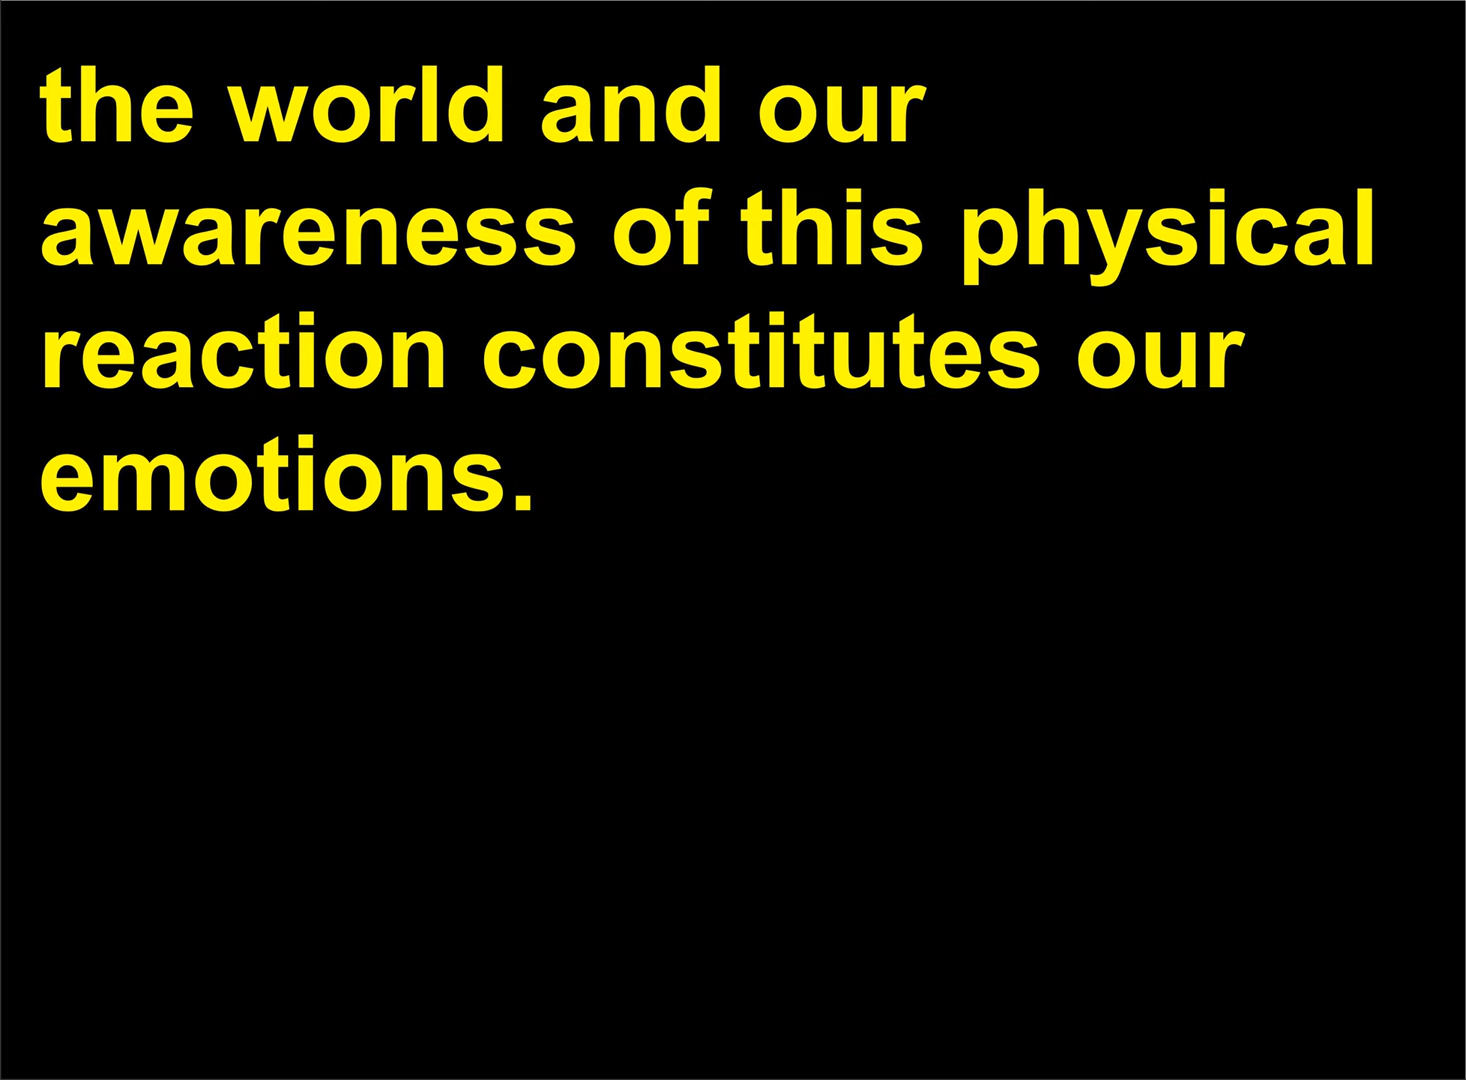 the world and our
awareness of this physical
reaction constitutes our
emotions.